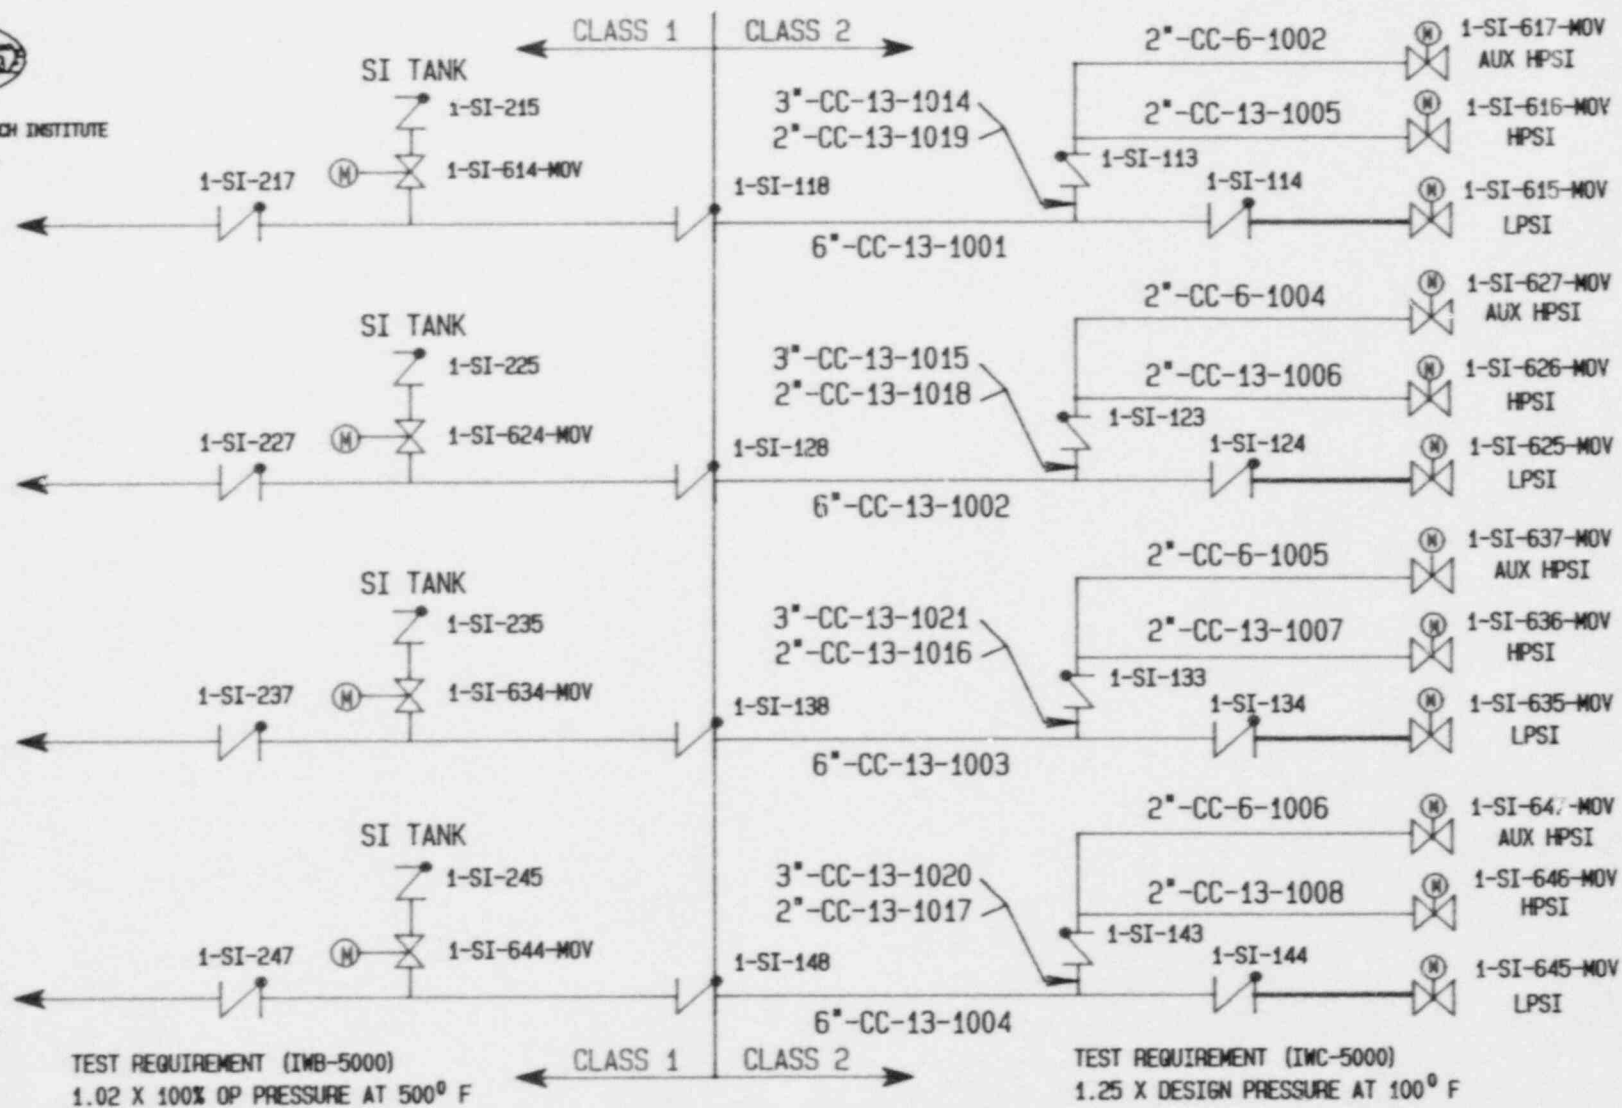 CLASS 1 CLASS 2
CH INSTITUTE
SI TANK
1-SI-215
1-SI-614-MOV
1-SI-217
1-SI-118
3"-CC-13-1014
2"-CC-13-1019
6"-CC-13-1001
1-SI-113
1-SI-114
2"-CC-6-1002
2"-CC-13-1005
M 1-SI-617-MOV
AUX HPSI
M 1-SI-616-MOV
HPSI
M 1-SI-615-MOV
LPSI
M
SI TANK
1-SI-225
1-SI-624-MOV
1-SI-227
1-SI-128
3"-CC-13-1015
2"-CC-13-1018
6"-CC-13-1002
1-SI-123
1-SI-124
2"-CC-6-1004
2"-CC-13-1006
M 1-SI-627-MOV
AUX HPSI
M 1-SI-626-MOV
HPSI
M 1-SI-625-MOV
LPSI
M
SI TANK
1-SI-235
1-SI-634-MOV
1-SI-237
1-SI-138
3"-CC-13-1021
2"-CC-13-1016
6"-CC-13-1003
1-SI-133
1-SI-134
2"-CC-6-1005
2"-CC-13-1007
M 1-SI-637-MOV
AUX HPSI
M 1-SI-636-MOV
HPSI
M 1-SI-635-MOV
LPSI
M
SI TANK
1-SI-245
1-SI-644-MOV
1-SI-247
1-SI-148
3"-CC-13-1020
2"-CC-13-1017
6"-CC-13-1004
1-SI-143
1-SI-144
2"-CC-6-1006
2"-CC-13-1008
M 1-SI-647-MOV
AUX HPSI
M 1-SI-646-MOV
HPSI
M 1-SI-645-MOV
LPSI
M
TEST REQUIREMENT (IWB-5000)
1.02 X 100% OP PRESSURE AT 500° F
CLASS 1 CLASS 2
TEST REQUIREMENT (IWC-5000)
1.25 X DESIGN PRESSURE AT 100° F